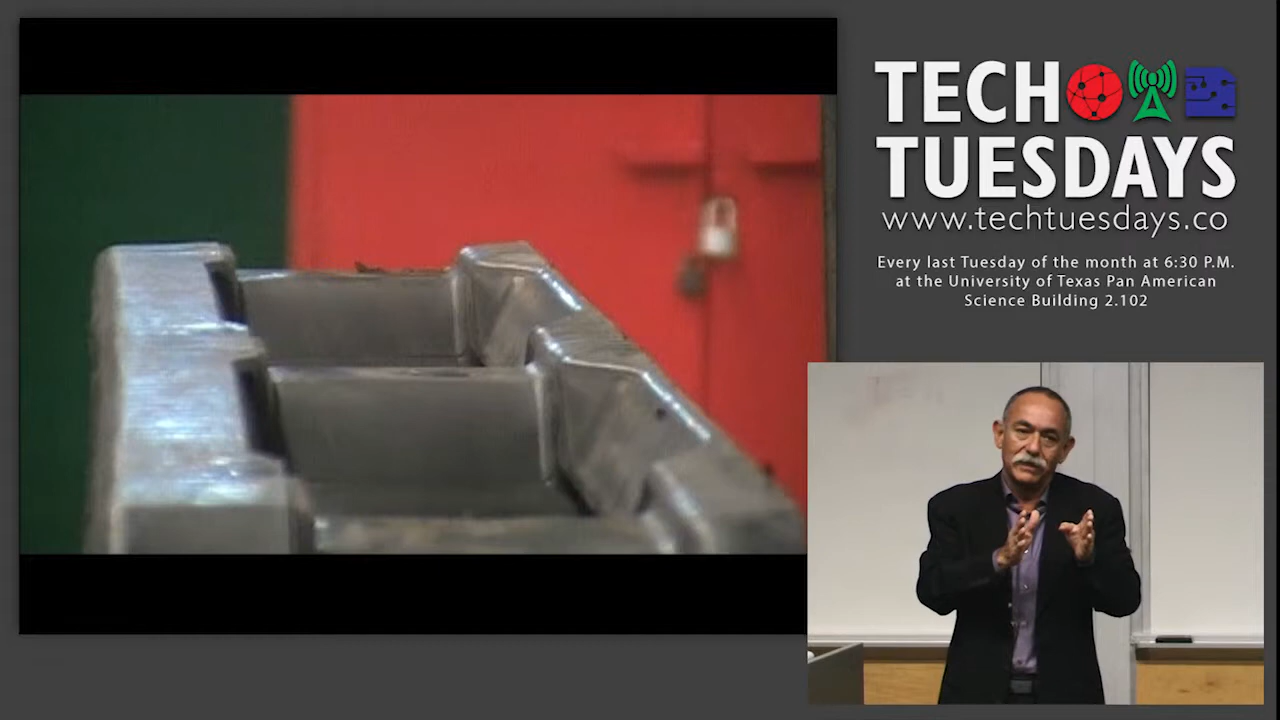 TECH
TUESDAYS
www.techtuesdays.co
Every last Tuesday of the month at 6:30 P.M.
at the University of Texas Pan American
Science Building 2.102